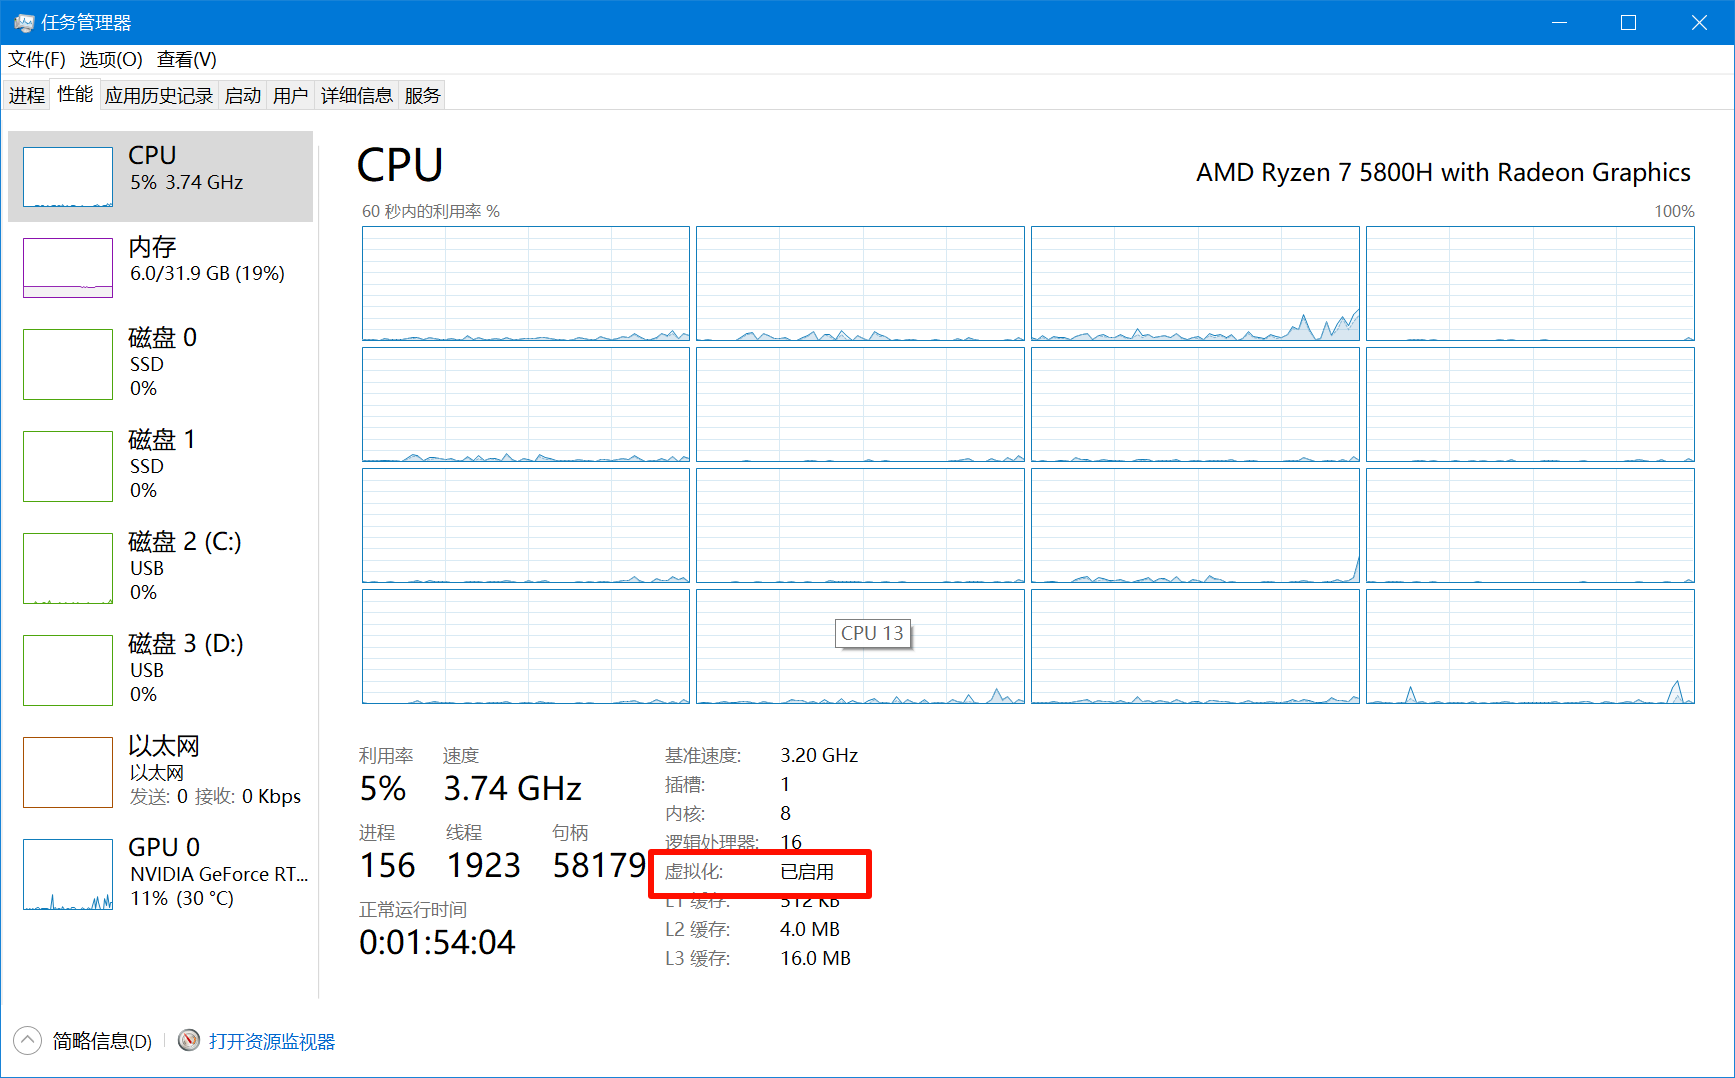 任务管理器
文件(F) 选项(O) 查看(V)
进程 性能 应用历史记录 启动 用户 详细信息 服务
CPU
5% 3.74 GHz
内存
6.0/31.9 GB (19%)
磁盘 0
SSD
0%
磁盘 1
SSD
0%
磁盘 2 (C:)
USB
0%
磁盘 3 (D:)
USB
0%
以太网
以太网
发送: 0 接收: 0 Kbps
GPU 0
NVIDIA GeForce RT...
11% (30 °C)
CPU
AMD Ryzen 7 5800H with Radeon Graphics
60 秒内的利用率 %
100%
CPU 13
利用率 速度
5% 3.74 GHz
进程 线程 句柄
156 1923 58179
正常运行时间
0:01:54:04
基准速度: 3.20 GHz
插槽: 1
内核: 8
逻辑处理器: 16
虚拟化: 已启用
L1 缓存: 512 KB
L2 缓存: 4.0 MB
L3 缓存: 16.0 MB
简略信息(D)
打开资源监视器